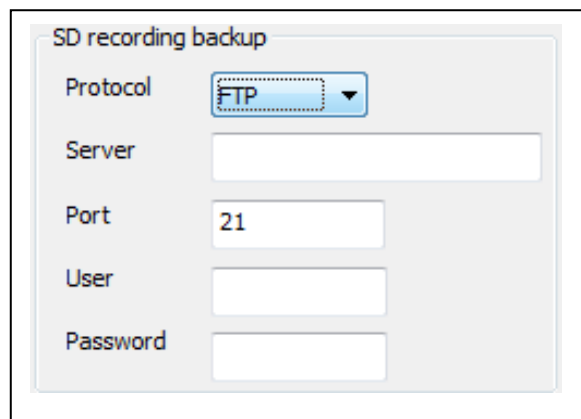 SD recording backup
Protocol FTP
Server
Port 21
User
Password